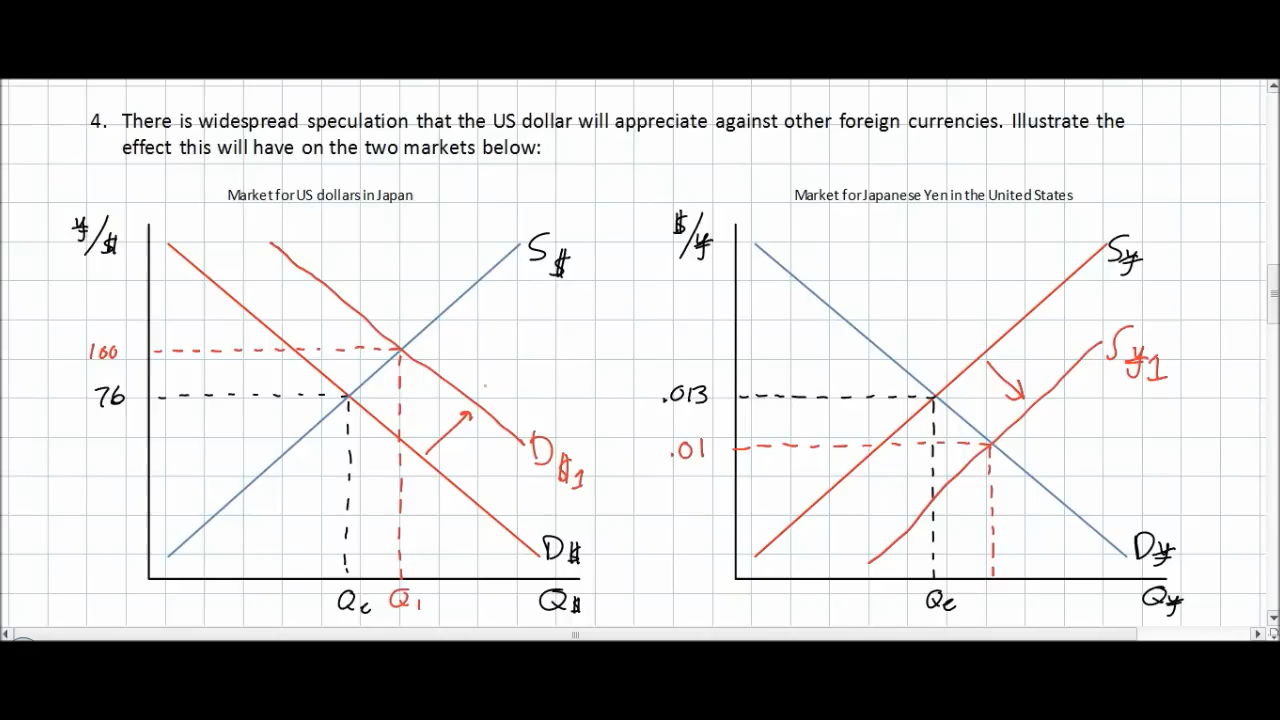 4. There is widespread speculation that the US dollar will appreciate against other foreign currencies. Illustrate the
effect this will have on the two markets below:
Market for US dollars in Japan
¥/$
S$
100
76
D$1
D$
Qe
Q1
Q$
Market for Japanese Yen in the United States
$/¥
S¥
S¥1
.013
.01
D¥
Qe
Q¥